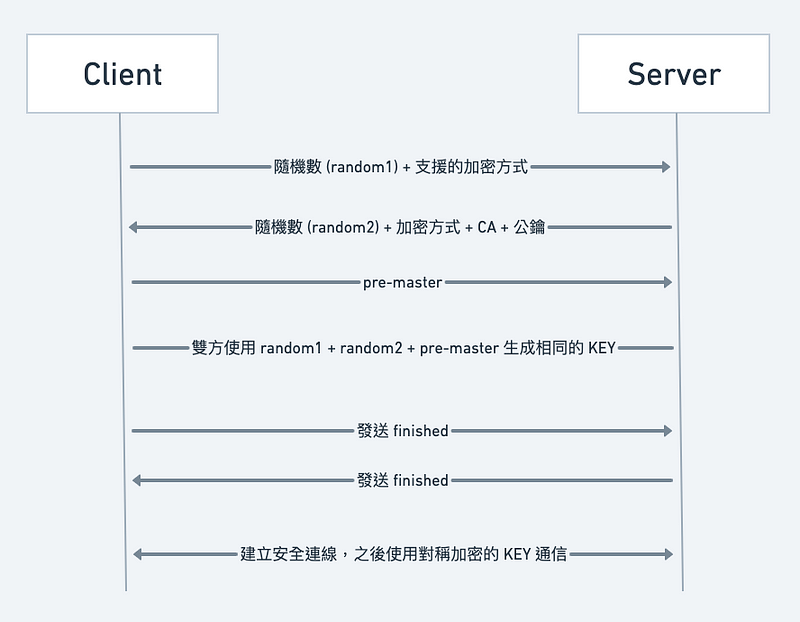 Client
Server
隨機數 (random1) + 支援的加密方式
隨機數 (random2) + 加密方式 + CA + 公鑰
pre-master
雙方使用 random1 + random2 + pre-master 生成相同的 KEY
發送 finished
發送 finished
建立安全連線，之後使用對稱加密的 KEY 通信